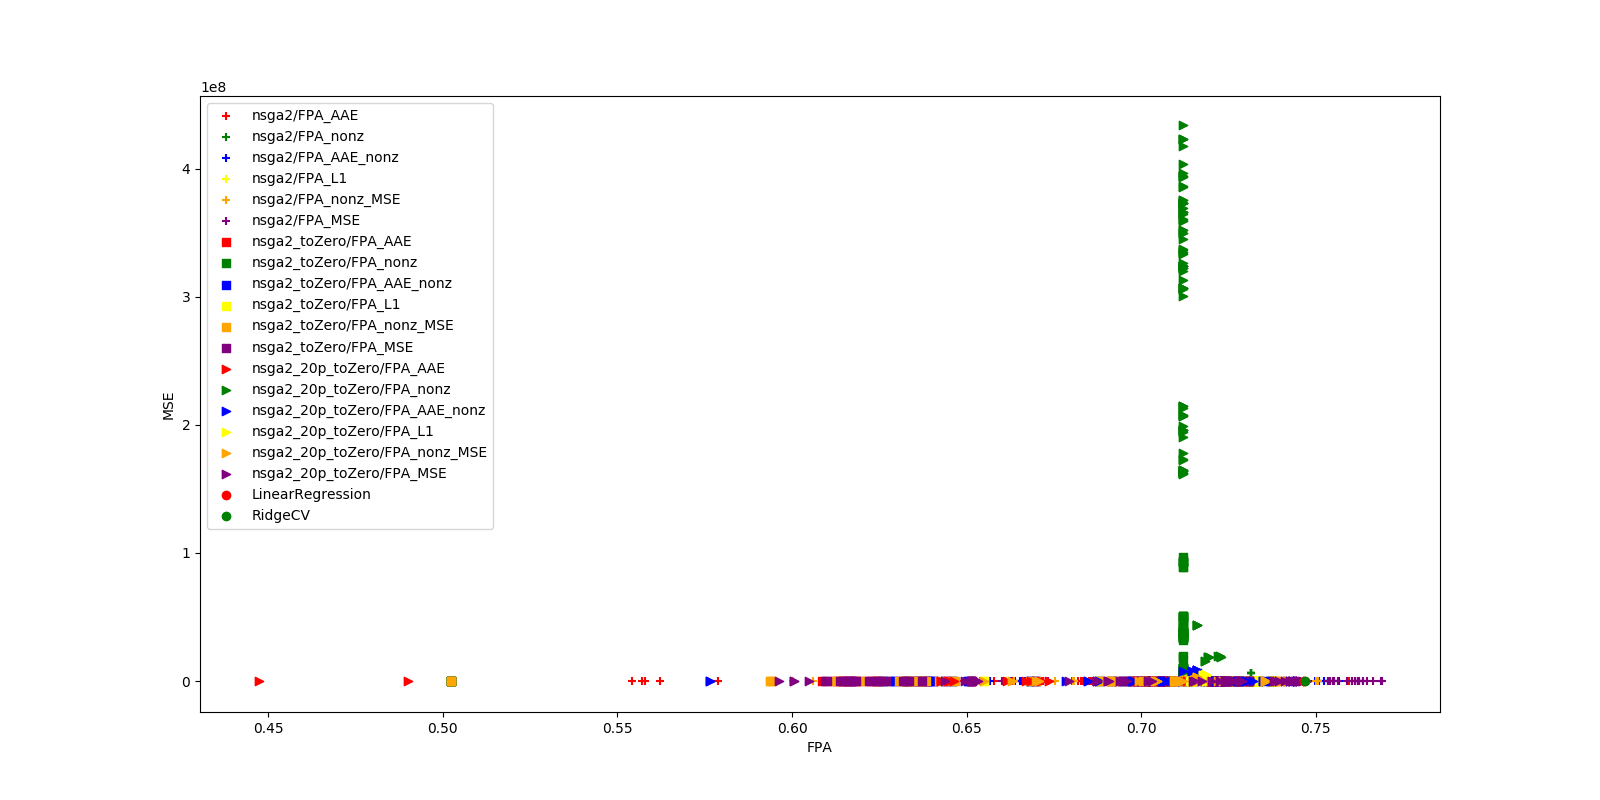 1e8
nsga2/FPA_AAE
nsga2/FPA_nonz
nsga2/FPA_AAE_nonz
nsga2/FPA_L1
nsga2/FPA_nonz_MSE
nsga2/FPA_MSE
nsga2_toZero/FPA_AAE
nsga2_toZero/FPA_nonz
nsga2_toZero/FPA_AAE_nonz
nsga2_toZero/FPA_L1
nsga2_toZero/FPA_nonz_MSE
nsga2_toZero/FPA_MSE
nsga2_20p_toZero/FPA_AAE
nsga2_20p_toZero/FPA_nonz
nsga2_20p_toZero/FPA_AAE_nonz
nsga2_20p_toZero/FPA_L1
nsga2_20p_toZero/FPA_nonz_MSE
nsga2_20p_toZero/FPA_MSE
LinearRegression
RidgeCV
4
3
2
1
0
MSE
0.45 0.50 0.55 0.60 0.65 0.70 0.75
FPA